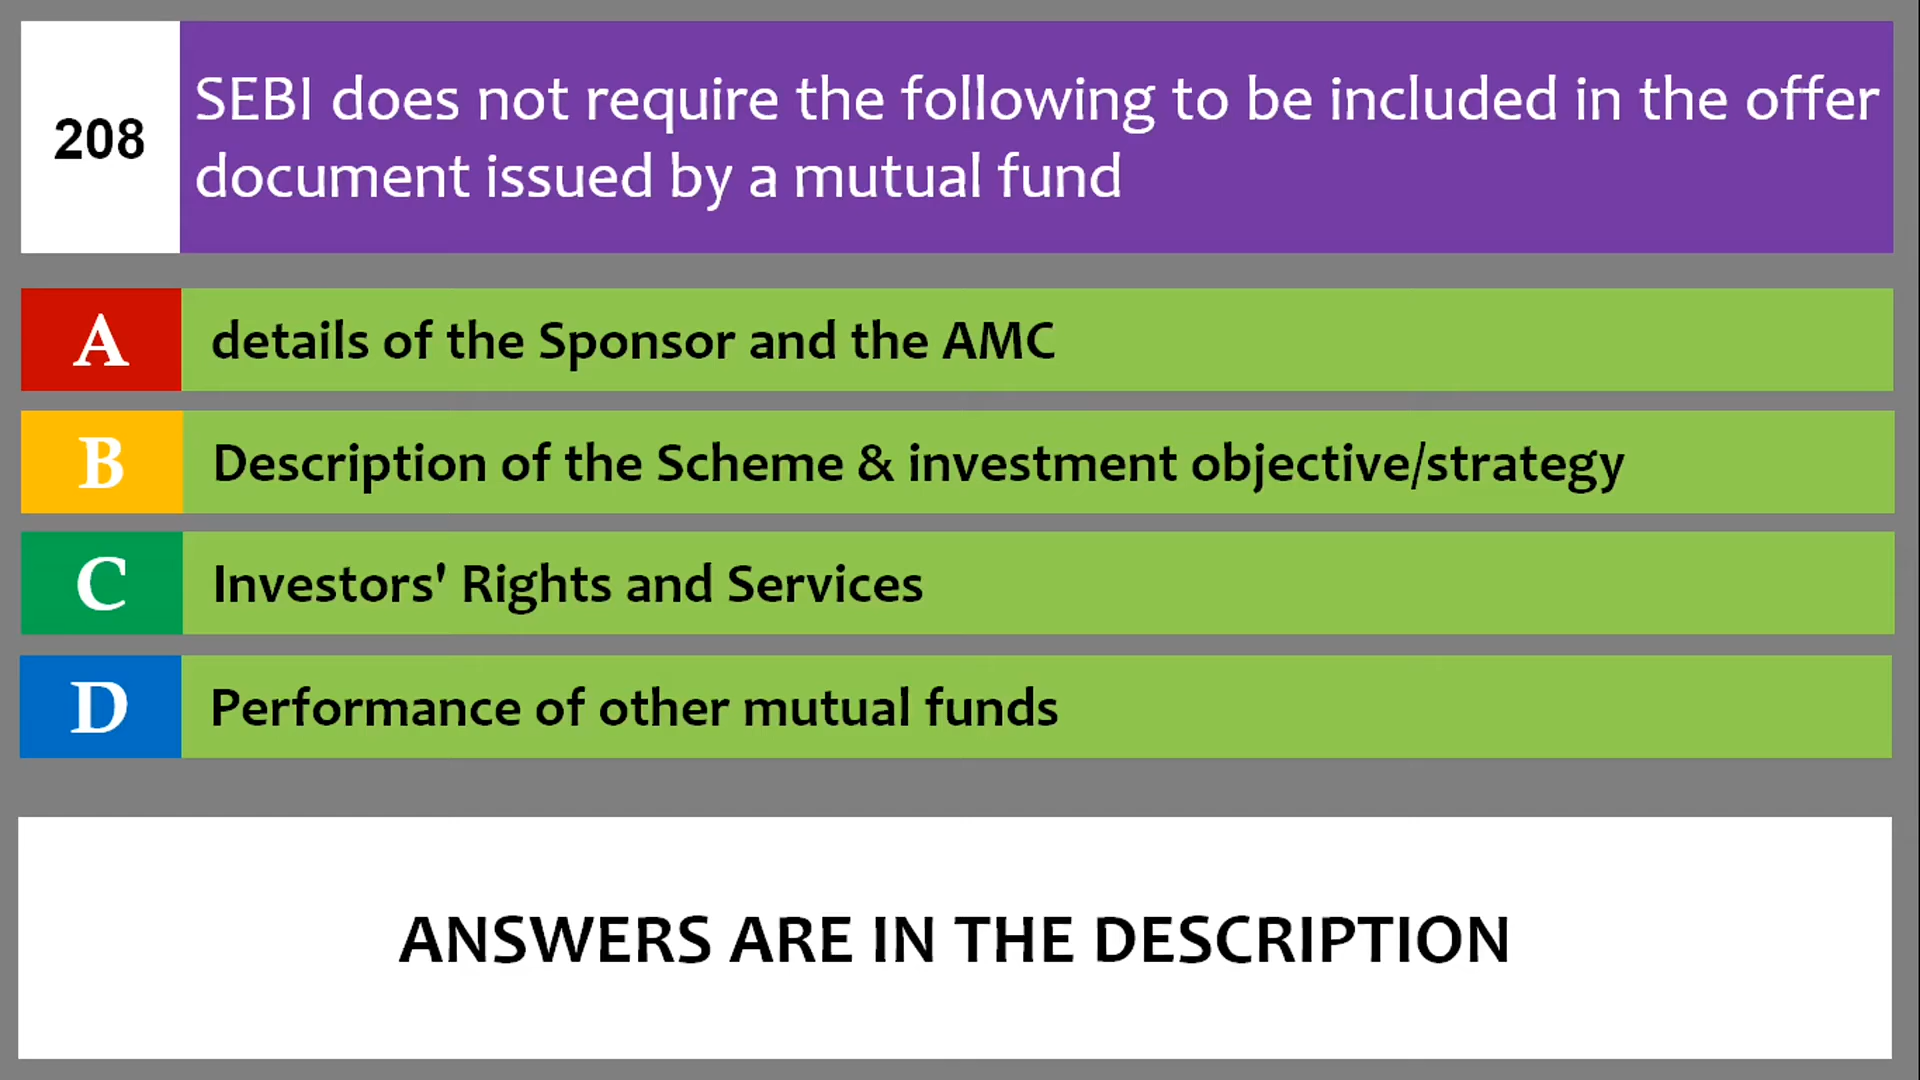 208
SEBI does not require the following to be included in the offer
document issued by a mutual fund
A
details of the Sponsor and the AMC
B
Description of the Scheme & investment objective/strategy
C
Investors' Rights and Services
D
Performance of other mutual funds
ANSWERS ARE IN THE DESCRIPTION